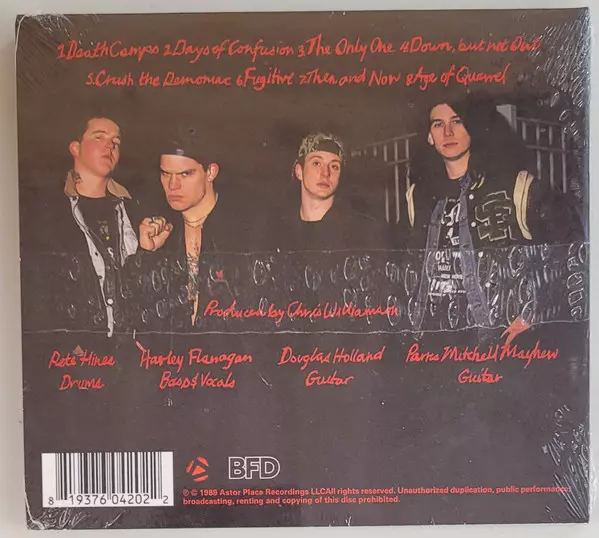 1 Death Camps 2 Days of Confusion 3 The Only One 4 Down, but not Out
5 Crush the Demoniac 6 Fugitive 7 Then and Now 8 Age of Quarrel
Produced by Chris Williamson
Pete Hines Harley Flanagan Douglas Holland Parris Mitchell Mayhew
Drums Bass & Vocals Guitar Guitar
BFD
8 19376 04202 2
℗ © 1989 Astor Place Recordings LLCAll rights reserved. Unauthorized duplication, public performance,
broadcasting, renting and copying of this disc prohibited.